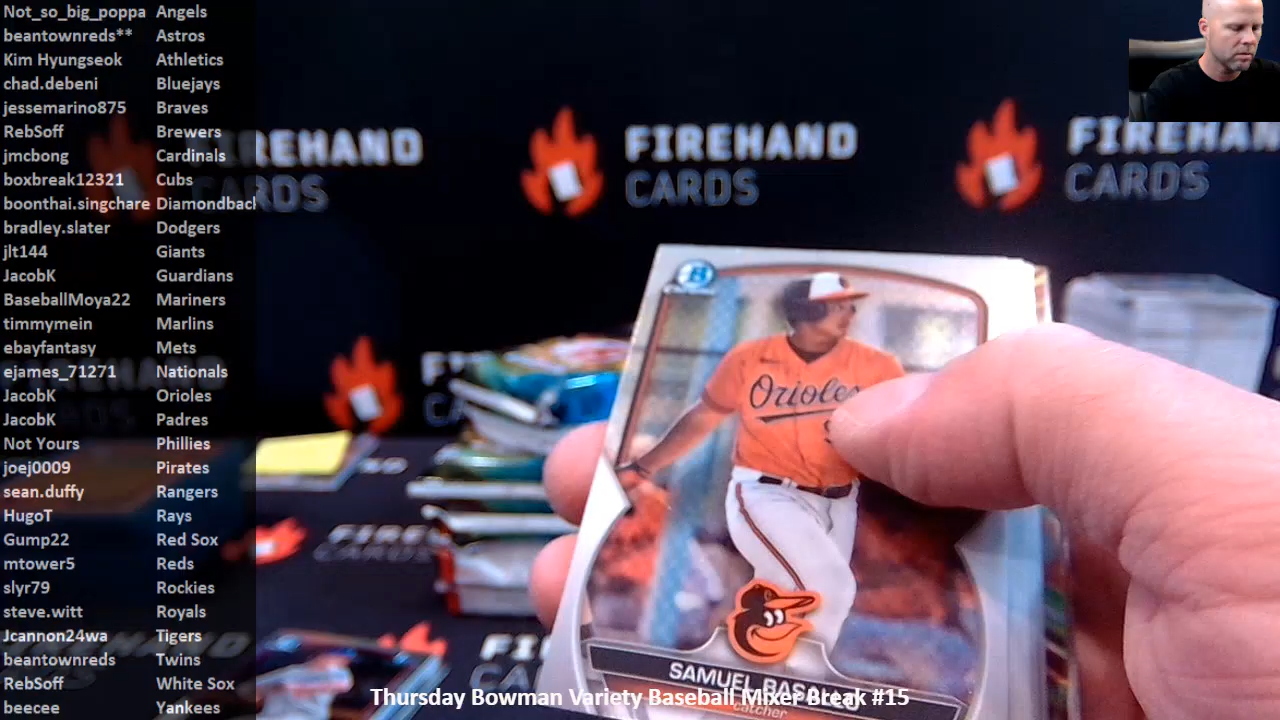 Not_so_big_poppa Angels
beantownreds** Astros
Kim Hyungseok Athletics
chad.debeni Bluejays
jessemarino875 Braves
RebSoff Brewers
jmcbong Cardinals
boxbreak12321 Cubs
boonthai.singchare Diamondback
bradley.slater Dodgers
jlt144 Giants
JacobK Guardians
BaseballMoya22 Mariners
timmymein Marlins
ebayfantasy Mets
ejames_71271 Nationals
JacobK Orioles
JacobK Padres
Not Yours Phillies
joej0009 Pirates
sean.duffy Rangers
HugoT Rays
Gump22 Red Sox
mtower5 Reds
slyr79 Rockies
steve.witt Royals
Jcannon24wa Tigers
beantownreds Twins
RebSoff White Sox
beecee Yankees
FIREHAND
CARDS
FIREHAND
CARDS
FIREHAND
CARDS
B
Orioles
SAMUEL
Catcher
Thursday Bowman Variety Baseball Mixer Break #15